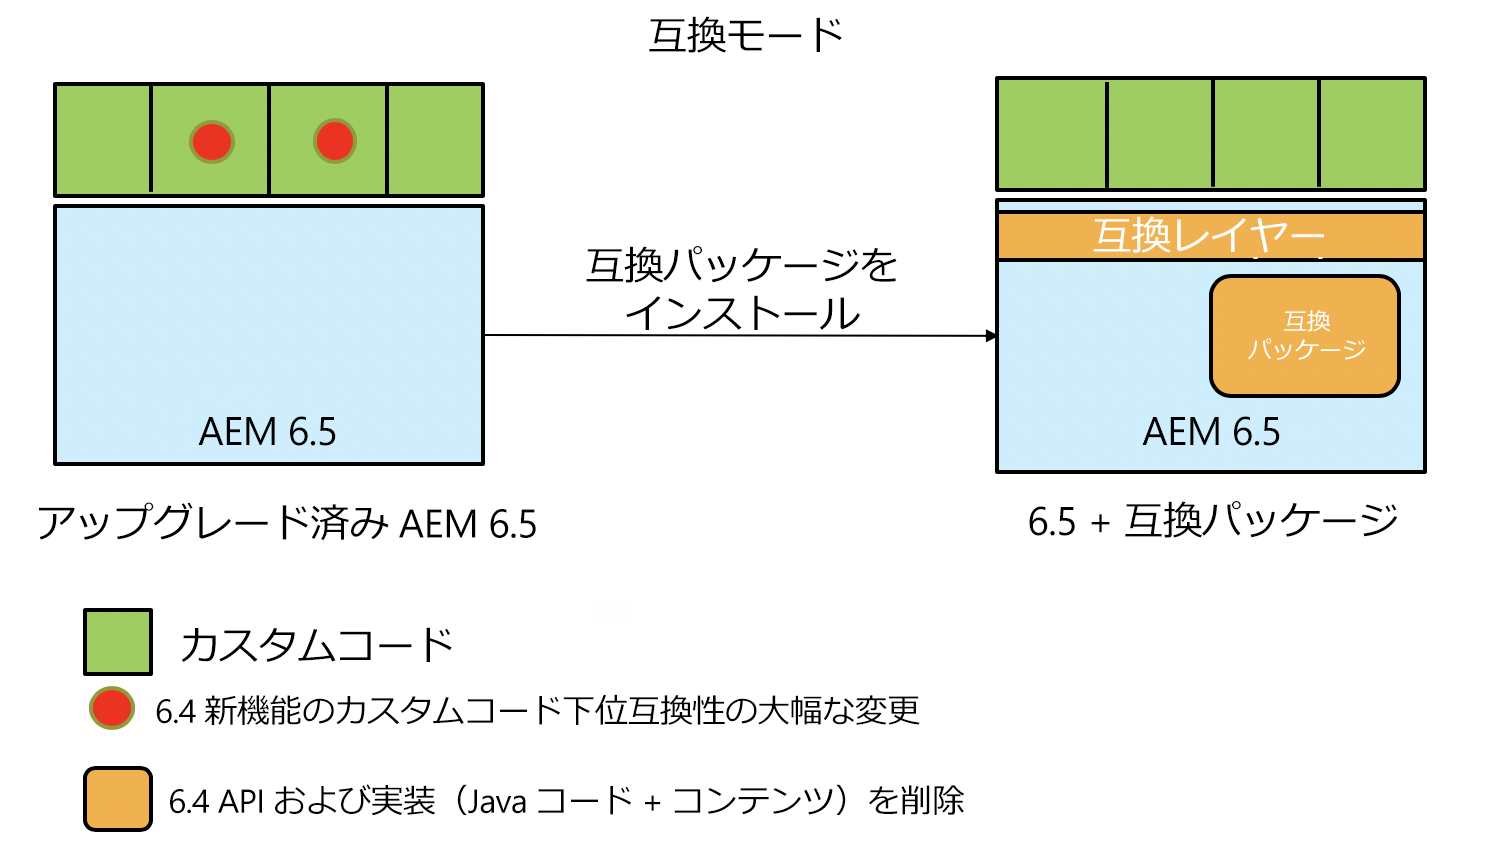 互換モード
互換レイヤー
互換パッケージを
インストール
互換
パッケージ
AEM 6.5
AEM 6.5
アップグレード済み AEM 6.5
6.5 + 互換パッケージ
カスタムコード
6.4 新機能のカスタムコード下位互換性の大幅な変更
6.4 API および実装（Java コード + コンテンツ）を削除